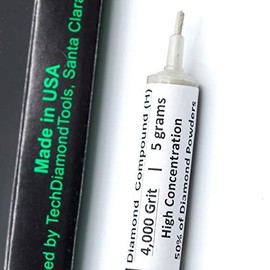 Made in USA
ed by TechDiamondTools, Santa Clara
Diamond Compound (H)
4,000 Grit | 5 grams
High Concentration
50% of Diamond Powders